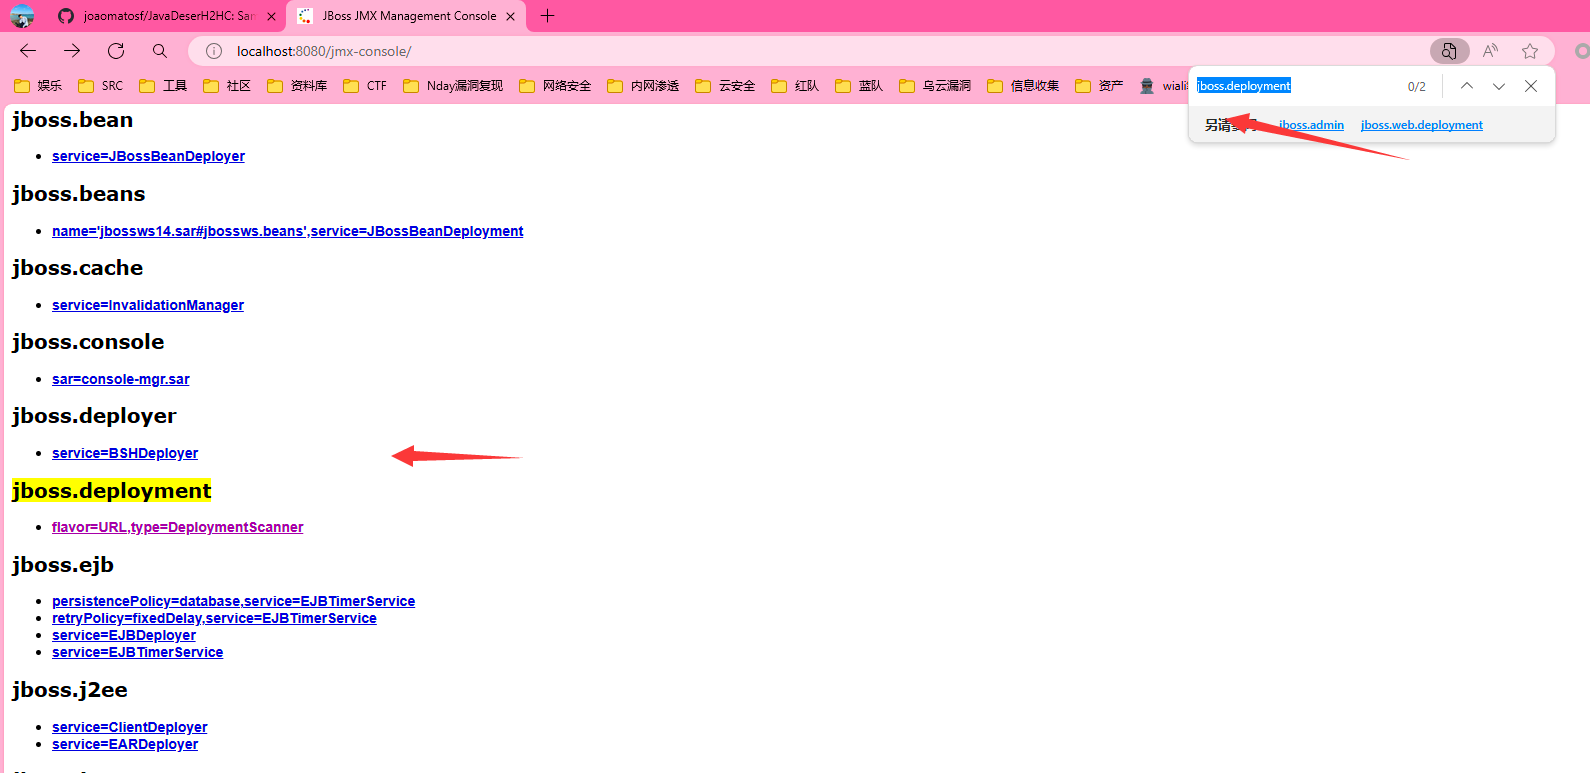 joaomatosf/JavaDeserH2HC: Sar
JBoss JMX Management Console
localhost:8080/jmx-console/
娱乐 SRC 工具 社区 资料库 CTF Nday漏洞复现 网络安全 内网渗透 云安全 红队 蓝队 乌云漏洞 信息收集 资产
jboss.deployment 0/2
jboss.admin jboss.web.deployment
jboss.bean
service=JBossBeanDeployer
jboss.beans
name='jbossws14.sar#jbossws.beans',service=JBossBeanDeployment
jboss.cache
service=InvalidationManager
jboss.console
sar=console-mgr.sar
jboss.deployer
service=BSHDeployer
jboss.deployment
flavor=URL,type=DeploymentScanner
jboss.ejb
persistencePolicy=database,service=EJBTimerService
retryPolicy=fixedDelay,service=EJBTimerService
service=EJBDeployer
service=EJBTimerService
jboss.j2ee
service=ClientDeployer
service=EARDeployer